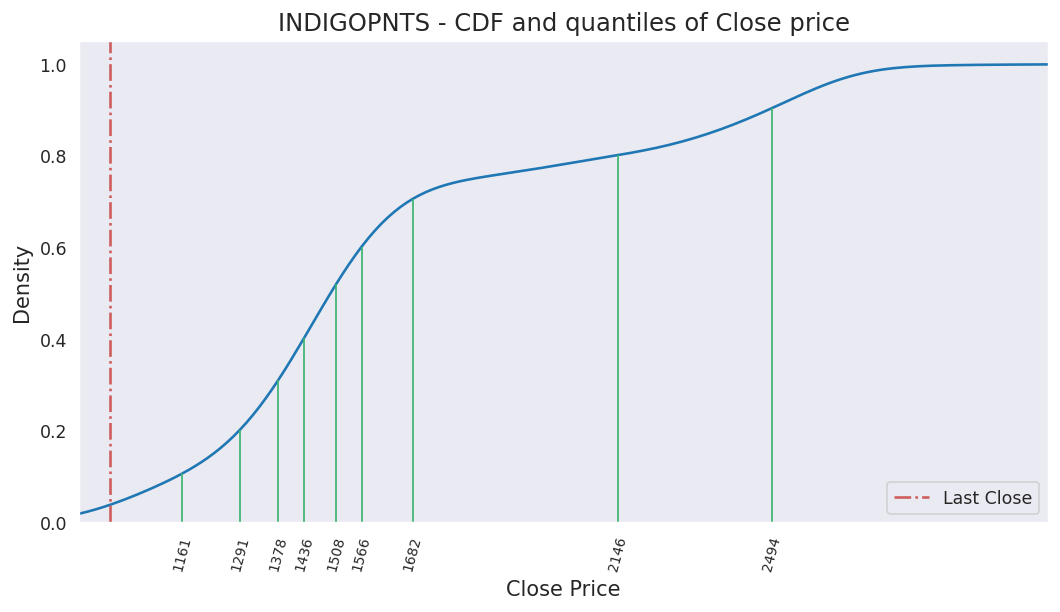 INDIGOPNTS - CDF and quantiles of Close price
1.0
0.8
0.6
0.4
0.2
0.0
Density
Last Close
1161 1291 1378 1436 1508 1566 1682 2146 2494
Close Price